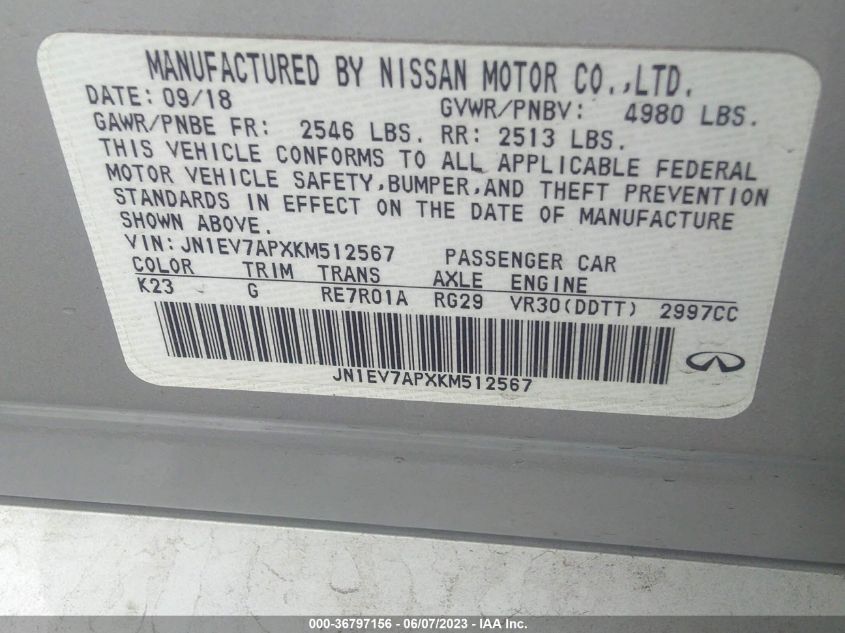 MANUFACTURED BY NISSAN MOTOR CO.,LTD.
DATE: 09/18 GVWR/PNBV: 4980 LBS.
GAWR/PNBE FR: 2546 LBS. RR: 2513 LBS.
THIS VEHICLE CONFORMS TO ALL APPLICABLE FEDERAL
MOTOR VEHICLE SAFETY,BUMPER,AND THEFT PREVENTION
STANDARDS IN EFFECT ON THE DATE OF MANUFACTURE
SHOWN ABOVE.
VIN: JN1EV7APXKM512567 PASSENGER CAR
COLOR TRIM TRANS AXLE ENGINE
K23 G RE7R01A RG29 VR30(DDTT) 2997CC
JN1EV7APXKM512567
000-36797156 - 06/07/2023 - IAA Inc.